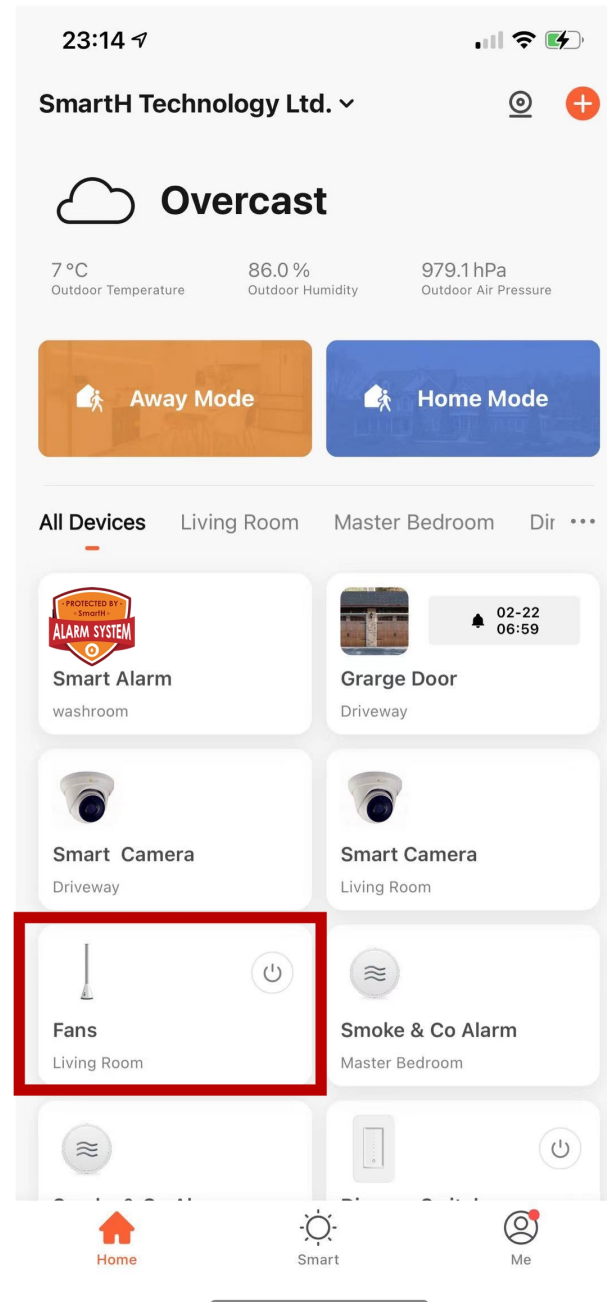 23:14
SmartH Technology Ltd.
Overcast
7 °C 86.0 % 979.1 hPa
Outdoor Temperature Outdoor Humidity Outdoor Air Pressure
Away Mode Home Mode
All Devices Living Room Master Bedroom Dir
PROTECTED BY
SmartH
ALARM SYSTEM
02-22
06:59
Smart Alarm Grarge Door
washroom Driveway
Smart Camera Smart Camera
Driveway Living Room
Fans Smoke & Co Alarm
Living Room Master Bedroom
Home Smart Me